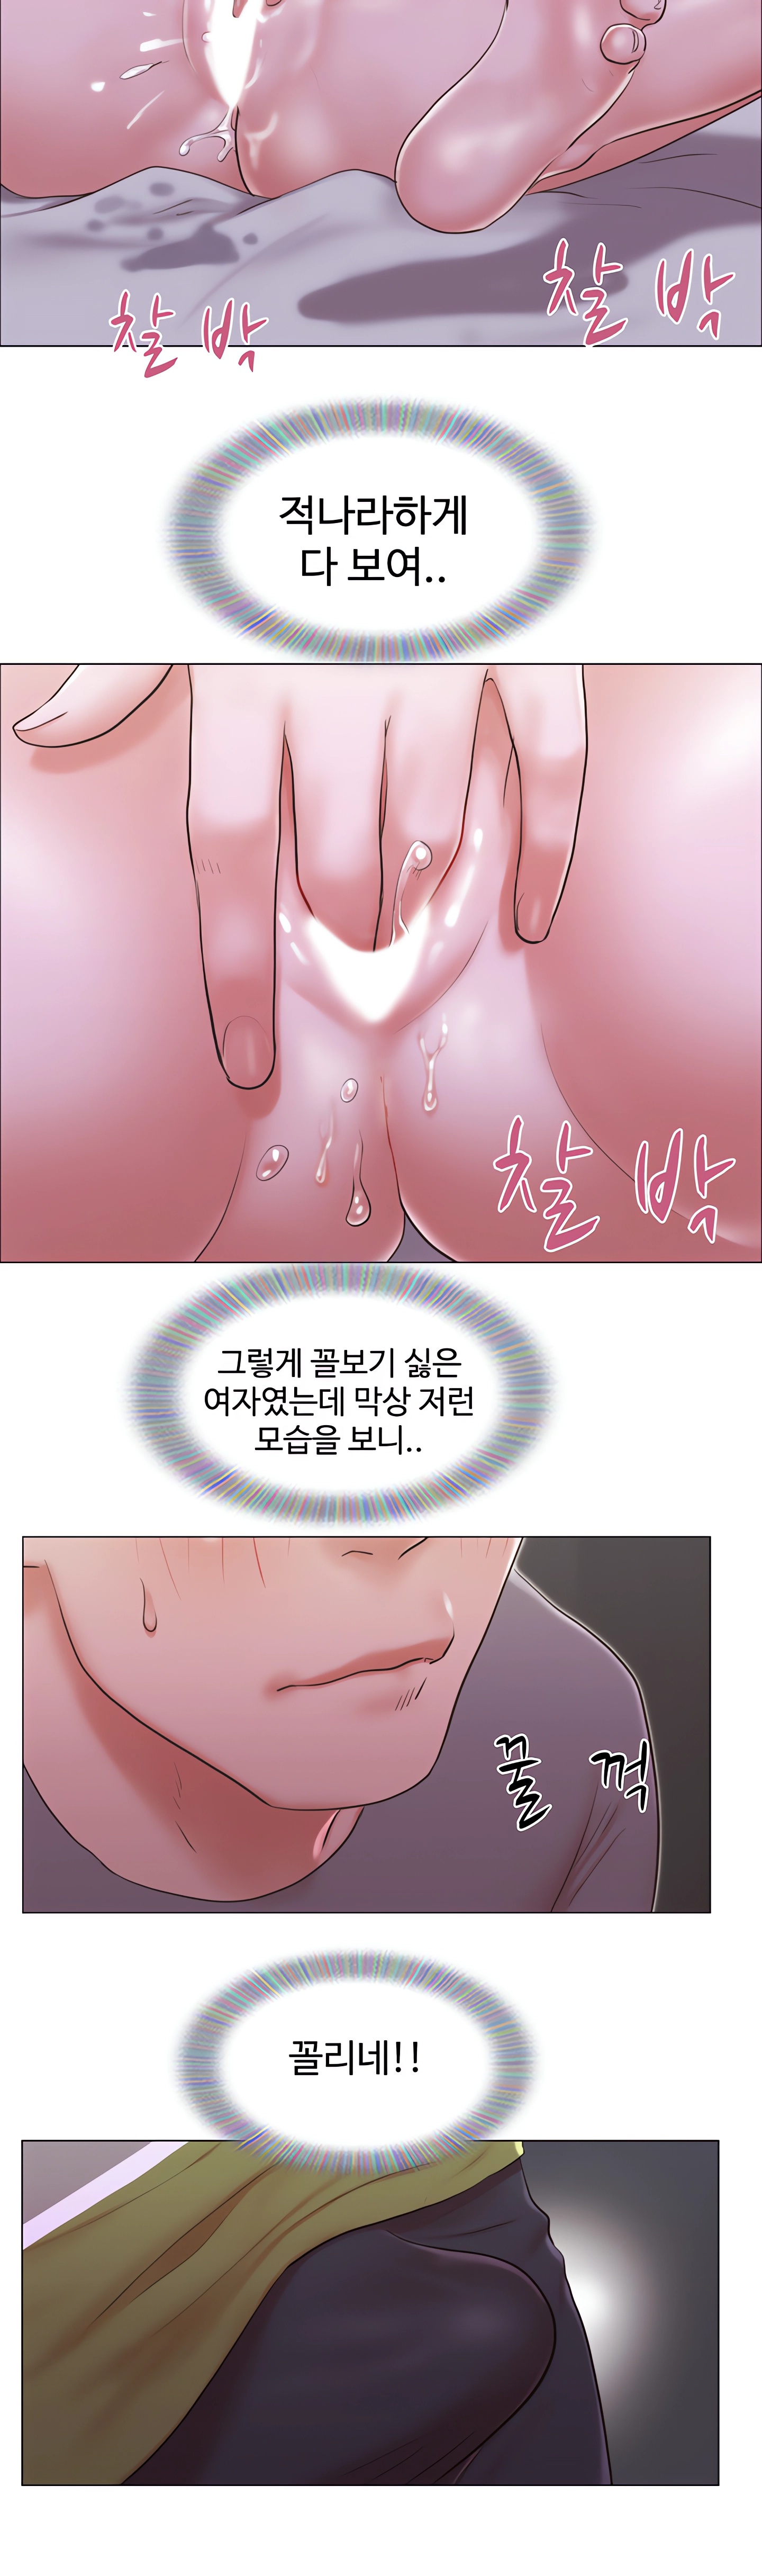 찰 박
찰 박
적나라하게
다 보여..
찰 박
그렇게 꼴보기 싫은
여자였는데 막상 저런
모습을 보니..
꿀 꺽
꼴리네!!